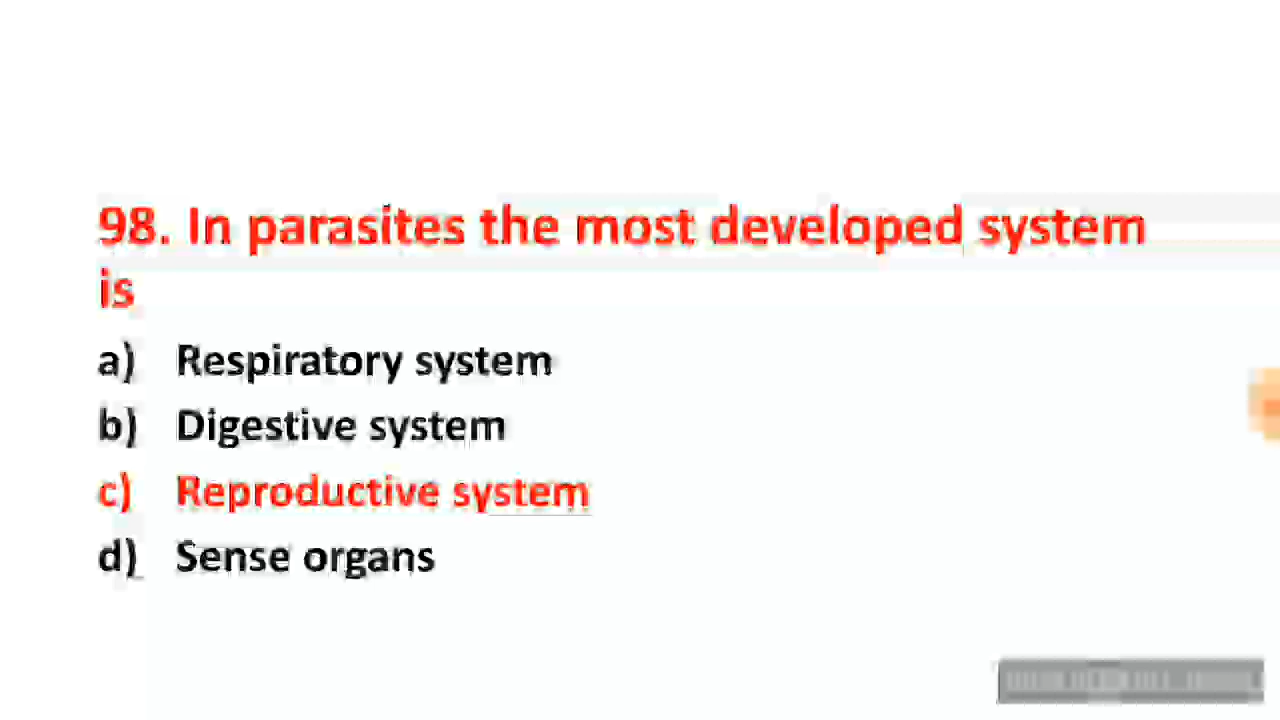 98. In parasites the most developed system
is
a) Respiratory system
b) Digestive system
c) Reproductive system
d) Sense organs